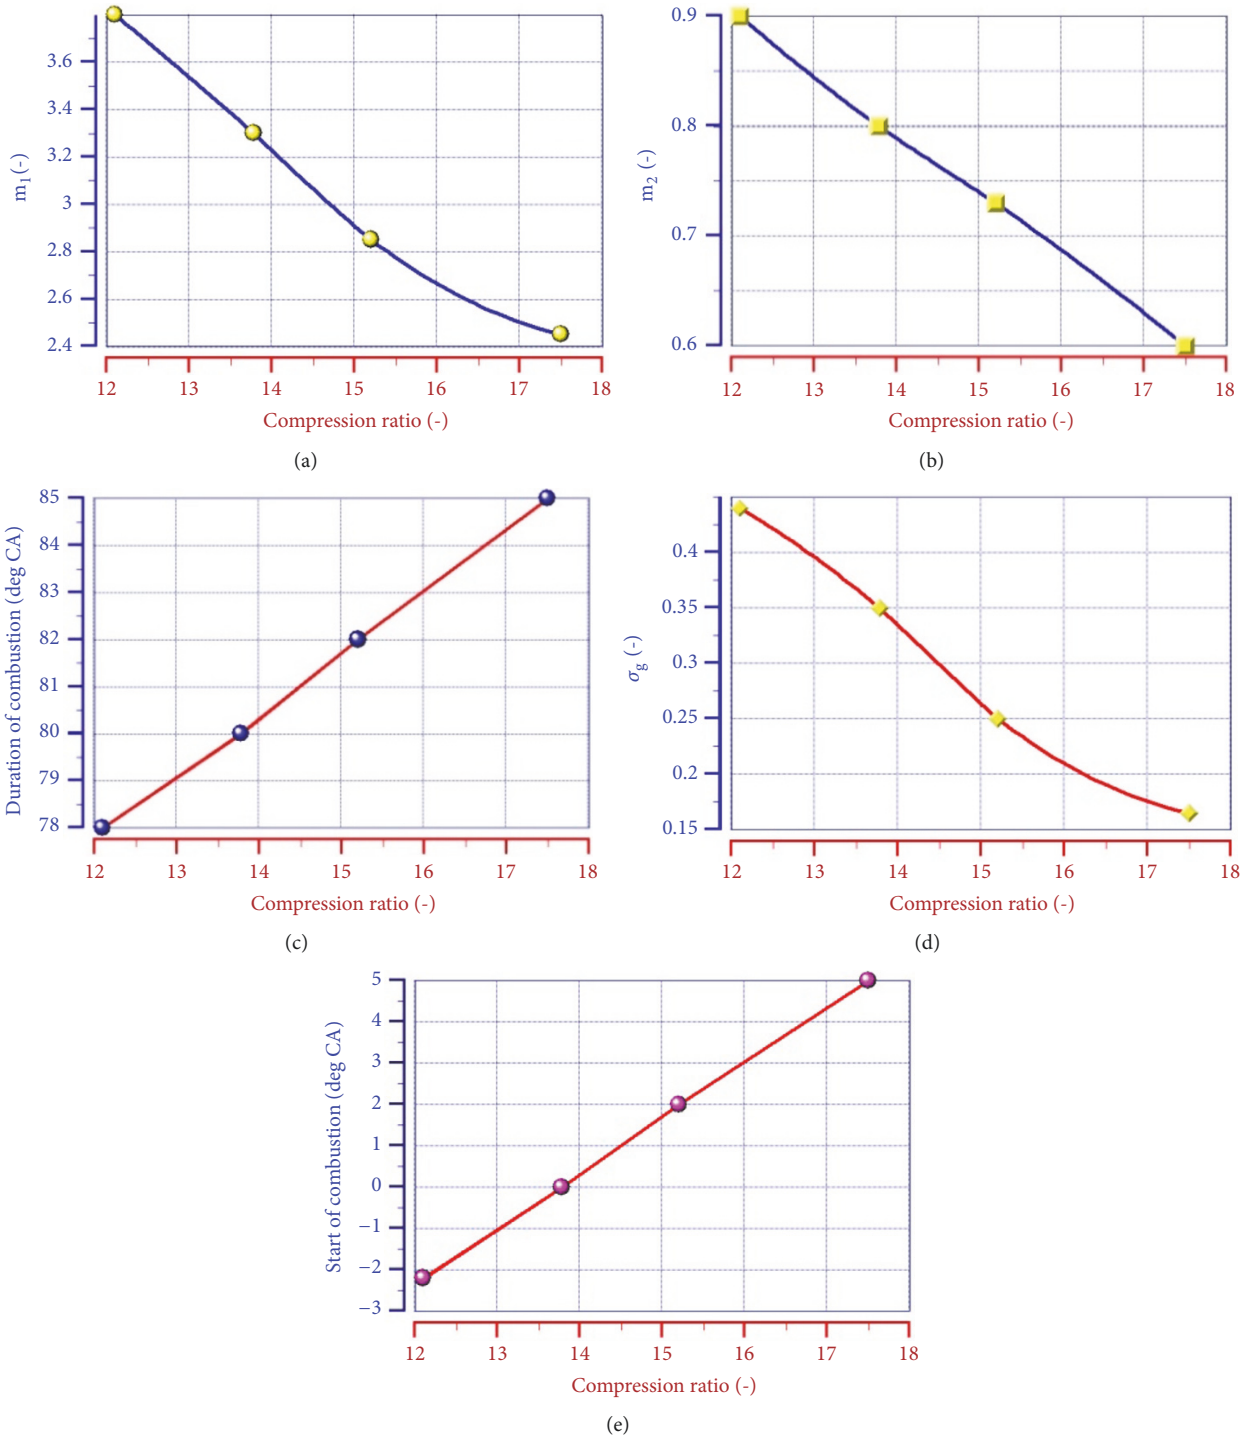 3.6
3.4
3.2
3
2.8
2.6
2.4
m1(-)
12 13 14 15 16 17 18
Compression ratio (-)
(a)
0.9
0.8
0.7
0.6
m2 (-)
12 13 14 15 16 17 18
Compression ratio (-)
(b)
85
84
83
82
81
80
79
78
Duration of combustion (deg CA)
12 13 14 15 16 17 18
Compression ratio (-)
(c)
0.4
0.35
0.3
0.25
0.2
0.15
σg (-)
12 13 14 15 16 17 18
Compression ratio (-)
(d)
5
4
3
2
1
0
−1
−2
−3
Start of combustion (deg CA)
12 13 14 15 16 17 18
Compression ratio (-)
(e)